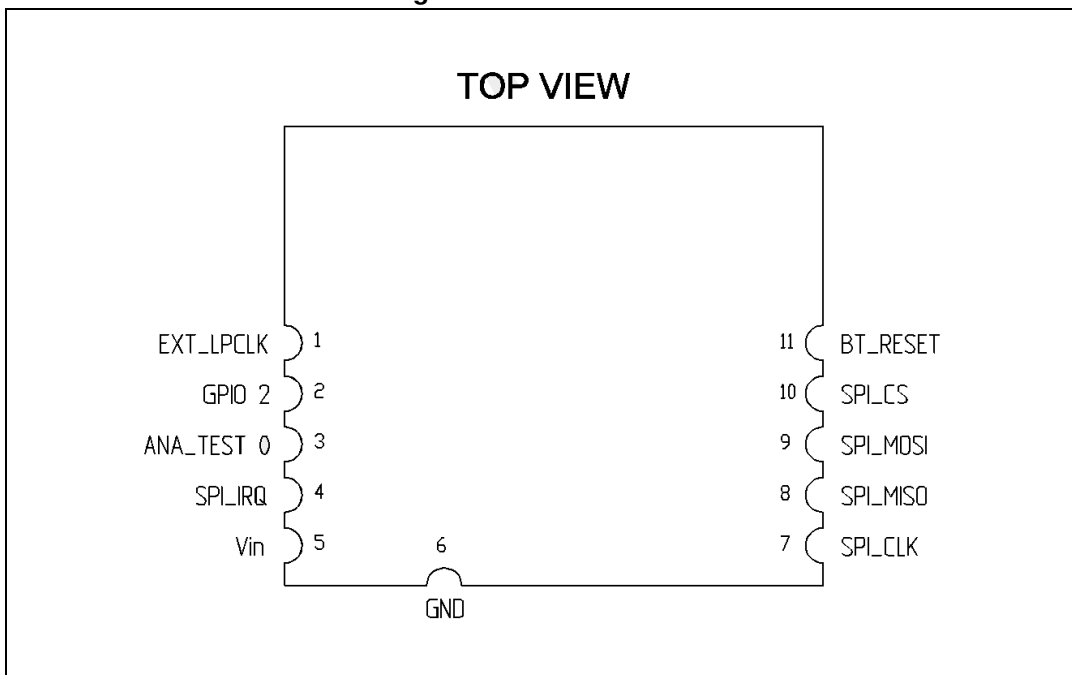 TOP VIEW
EXT_LPCLK 1
GPIO 2 2
ANA_TEST 0 3
SPI_IRQ 4
Vin 5
6
GND
11 BT_RESET
10 SPI_CS
9 SPI_MOSI
8 SPI_MISO
7 SPI_CLK